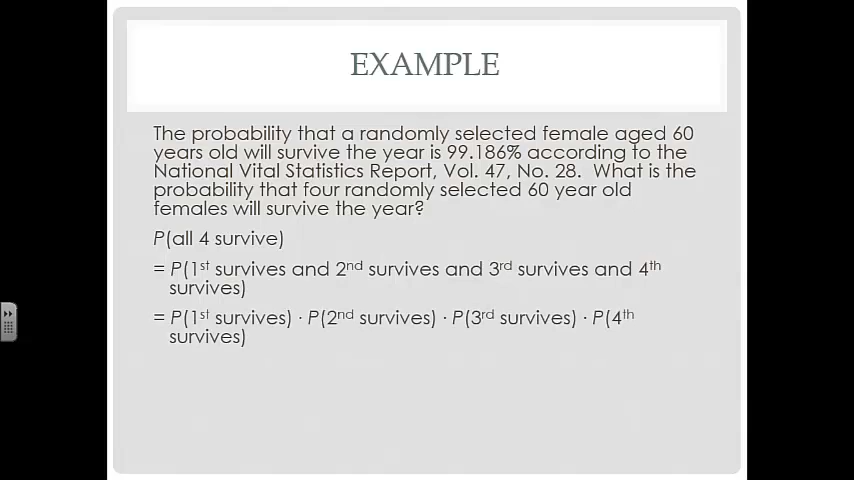 EXAMPLE
The probability that a randomly selected female aged 60
years old will survive the year is 99.186% according to the
National Vital Statistics Report, Vol. 47, No. 28.  What is the
probability that four randomly selected 60 year old
females will survive the year?
P(all 4 survive)
= P(1st survives and 2nd survives and 3rd survives and 4th
survives)
= P(1st survives) · P(2nd survives) · P(3rd survives) · P(4th
survives)